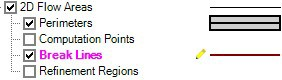 2D Flow Areas
Perimeters
Computation Points
Break Lines
Refinement Regions